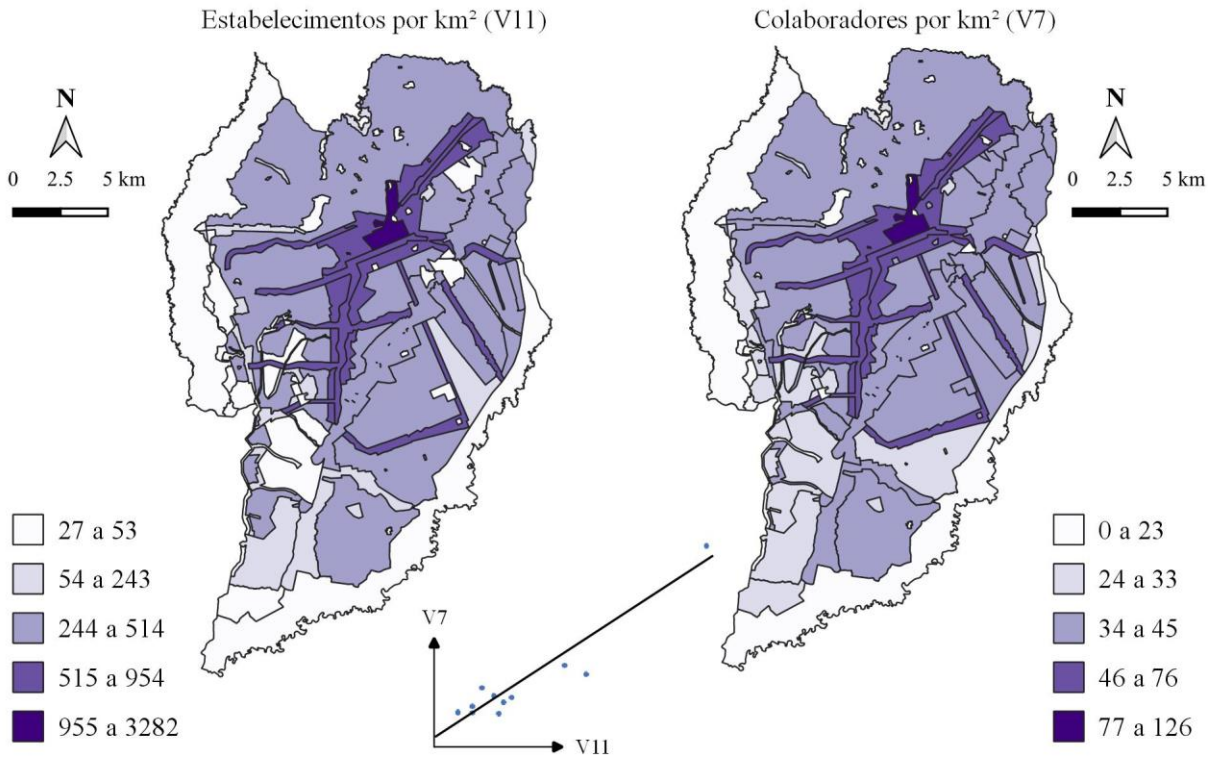 Estabelecimentos por km² (V11)
N
0 2.5 5 km
27 a 53
54 a 243
244 a 514
515 a 954
955 a 3282
V7
V11
Colaboradores por km² (V7)
N
0 2.5 5 km
0 a 23
24 a 33
34 a 45
46 a 76
77 a 126